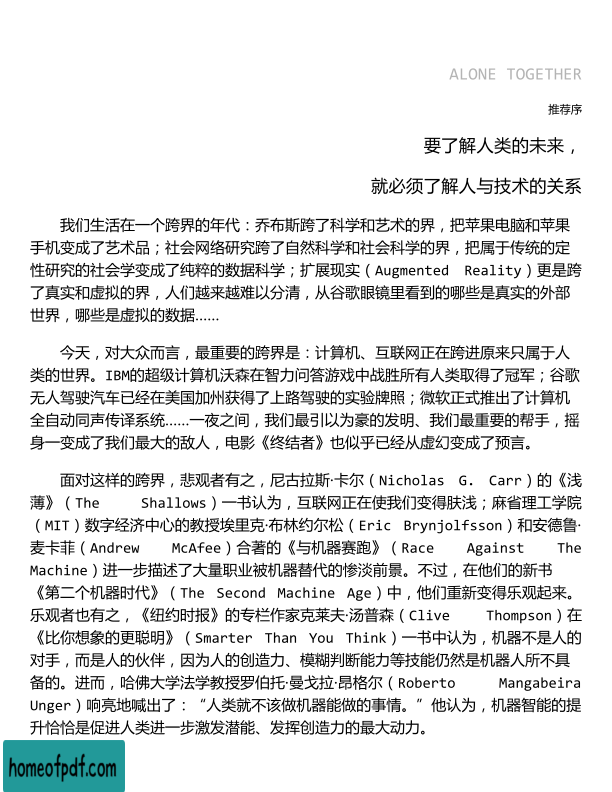 ALONE TOGETHER
推荐序
要了解人类的未来，
就必须了解人与技术的关系
我们生活在一个跨界的年代：乔布斯跨了科学和艺术的界，把苹果电脑和苹果
手机变成了艺术品；社会网络研究跨了自然科学和社会科学的界，把属于传统的定
性研究的社会学变成了纯粹的数据科学；扩展现实（Augmented Reality）更是跨
了真实和虚拟的界，人们越来越难以分清，从谷歌眼镜里看到的哪些是真实的外部
世界，哪些是虚拟的数据……
今天，对大众而言，最重要的跨界是：计算机、互联网正在跨进原来只属于人
类的世界。IBM的超级计算机沃森在智力问答游戏中战胜所有人类取得了冠军；谷歌
无人驾驶汽车已经在美国加州获得了上路驾驶的实验牌照；微软正式推出了计算机
全自动同声传译系统……一夜之间，我们最引以为豪的发明、我们最重要的帮手，摇
身一变成了我们最大的敌人，电影《终结者》也似乎已经从虚幻变成了预言。
面对这样的跨界，悲观者有之，尼古拉斯·卡尔（Nicholas G. Carr）的《浅
薄》（The Shallows）一书认为，互联网正在使我们变得肤浅；麻省理工学院
（MIT）数字经济中心的教授埃里克·布林约尔松（Eric Brynjolfsson）和安德鲁·
麦卡菲（Andrew McAfee）合著的《与机器赛跑》（Race Against The
Machine）进一步描述了大量职业被机器替代的惨淡前景。不过，在他们的新书
《第二个机器时代》（The Second Machine Age）中，他们重新变得乐观起来。
乐观者也有之，《纽约时报》的专栏作家克莱夫·汤普森（Clive Thompson）在
《比你想象的更聪明》（Smarter Than You Think）一书中认为，机器不是人的
对手，而是人的伙伴，因为人的创造力、模糊判断能力等技能仍然是机器人所不具
备的。进而，哈佛大学法学教授罗伯托·曼戈拉·昂格尔（Roberto Mangabeira
Unger）响亮地喊出了：“人类就不该做机器能做的事情。”他认为，机器智能的提
升恰恰是促进人类进一步激发潜能、发挥创造力的最大动力。
homeofpdf.com